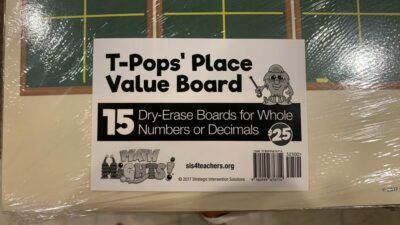 T-Pops' Place
Value Board
15 Dry-Erase Boards for Whole
Numbers or Decimals
$25
MATH
MIGHTS!
sis4teachers.org
© 2017 Strategic Intervention Solutions
52500>